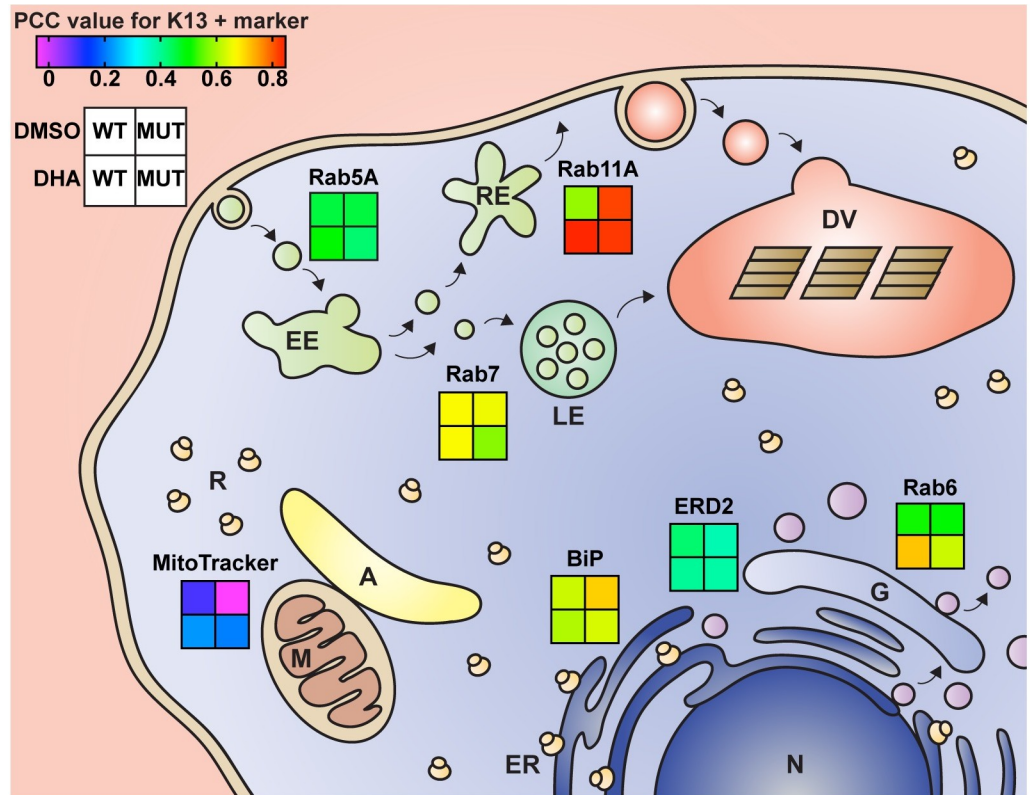 PCC value for K13 + marker
0 0.2 0.4 0.6 0.8
DMSO WT MUT
DHA WT MUT
Rab5A
RE
Rab11A
DV
EE
Rab7
LE
R
MitoTracker
A
M
BiP
ERD2
Rab6
G
ER
N